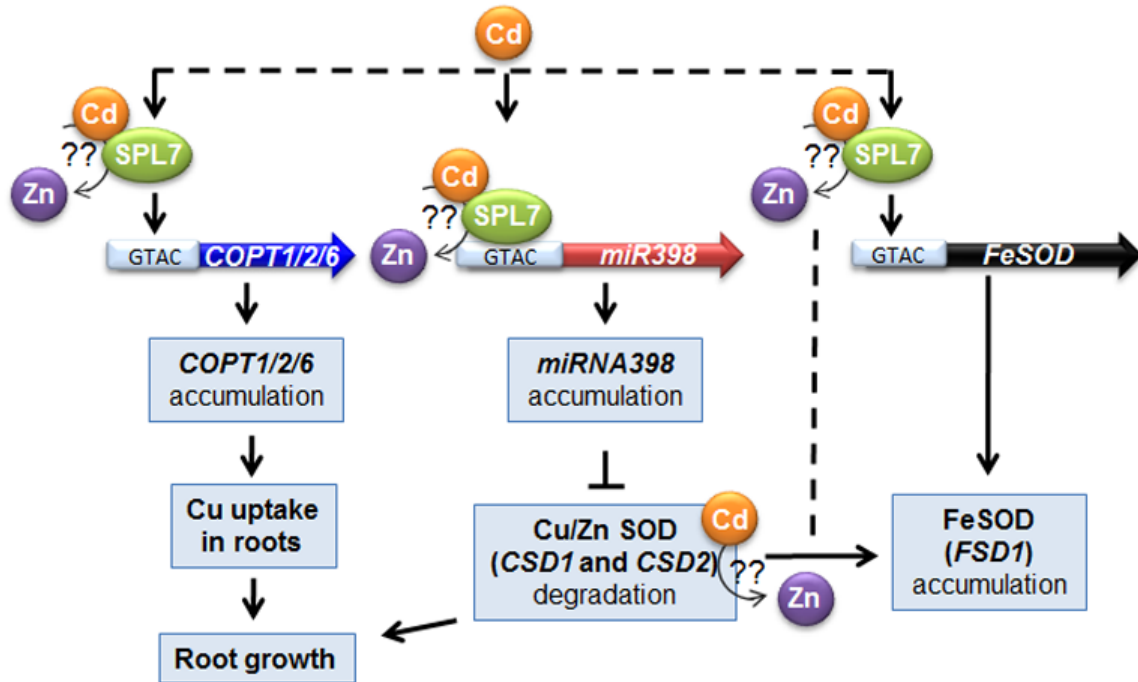 Cd
Cd
??
SPL7
Zn
GTAC
COPT1/2/6
COPT1/2/6
accumulation
Cu uptake
in roots
Root growth
Cd
??
SPL7
Zn
GTAC
miR398
miRNA398
accumulation
Cu/Zn SOD
(CSD1 and CSD2)
degradation
Cd
??
Zn
Cd
??
SPL7
Zn
GTAC
FeSOD
FeSOD
(FSD1)
accumulation